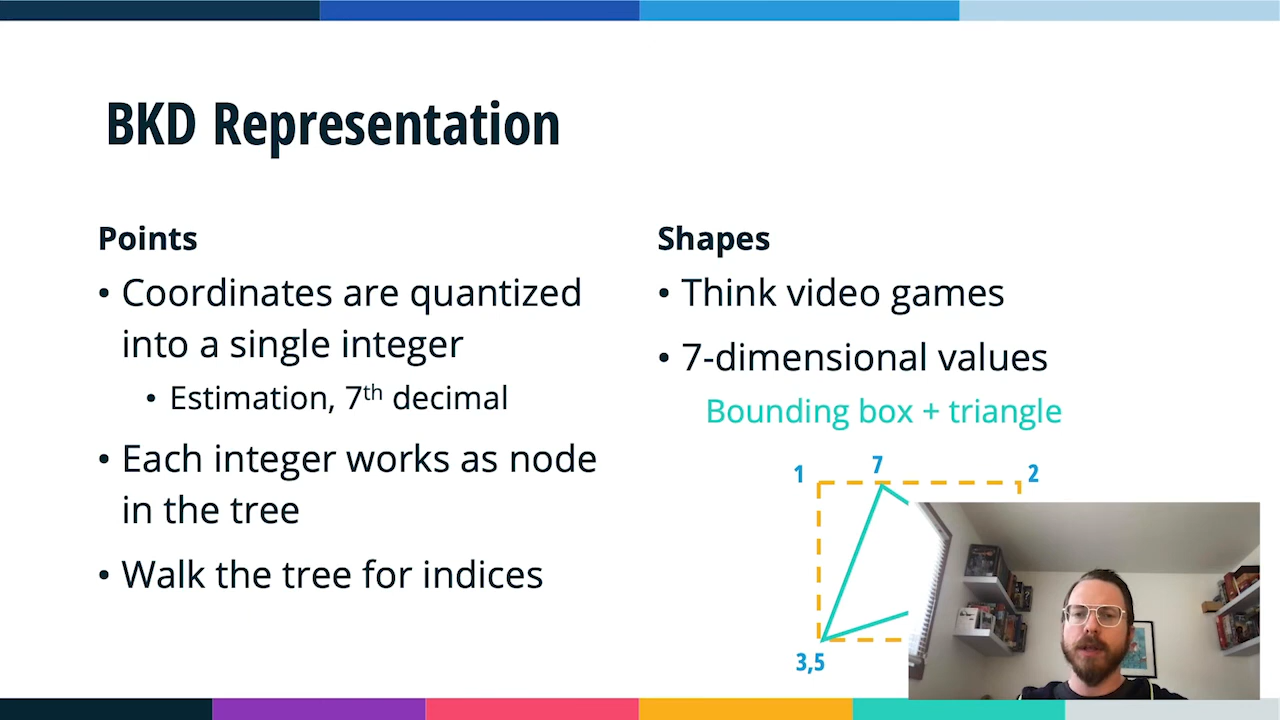 BKD Representation
Points
• Coordinates are quantized
into a single integer
• Estimation, 7th decimal
• Each integer works as node
in the tree
• Walk the tree for indices
Shapes
• Think video games
• 7-dimensional values
Bounding box + triangle
1
7
2
3,5